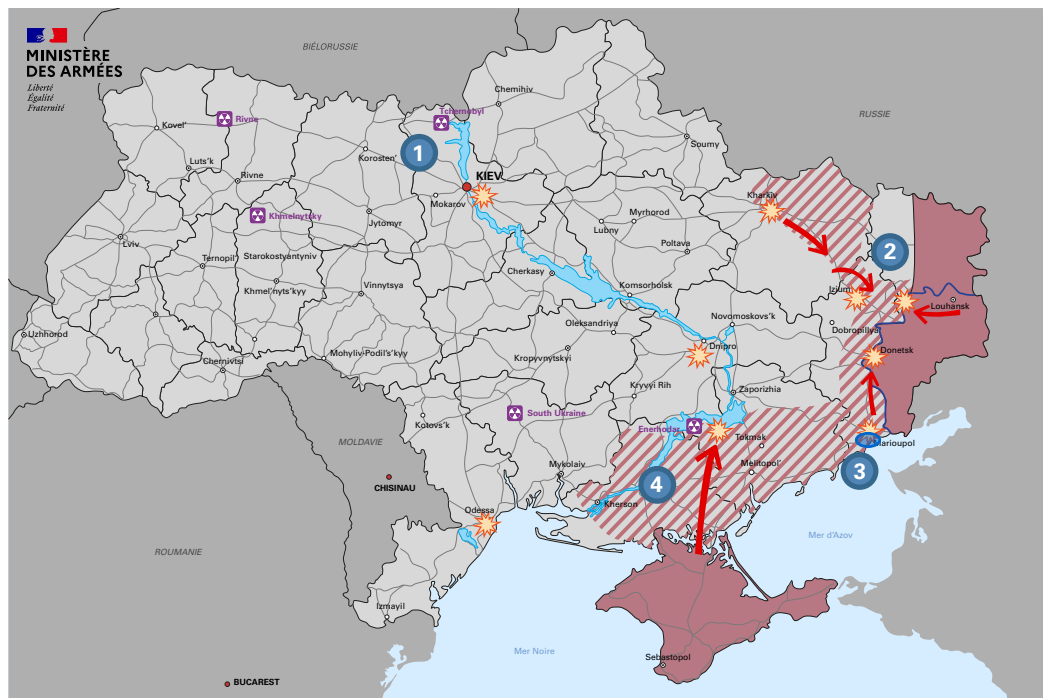 MINISTÈRE
DES ARMÉES
Liberté
Égalité
Fraternité
BIÉLORUSSIE
RUSSIE
Chernihiv
Tchernobyl
Rivne
Kovel'
Soumy
1
Korosten'
Luts'k
Rivne
KIEV
Kharkiv
Mokarov
Khmelnytsky
Jytomyr
Myrhorod
Lubny
Lviv
Poltava
2
Starokostyantyniv
Ternopil'
Cherkasy
Khmel'nyts'kyy
Vinnytsya
Izium
Komsorholsk
Louhansk
Novomoskovs'k
Oleksandriya
Dobropillya
Uzhhorod
Dnipro
Donetsk
Mohyliv-Podil's'kyy
Kropyvnytskyi
Chernivtsi
Kryvyi Rih
Zaporizhia
South Ukraine
Kotovs'k
Enerhodar
Tokmak
Marioupol
MOLDAVIE
Mykolaiv
Melitopol'
3
4
CHISINAU
Kherson
Odessa
Mer d'Azov
ROUMANIE
Izmayil
Mer Noire
Sebastopol
BUCAREST